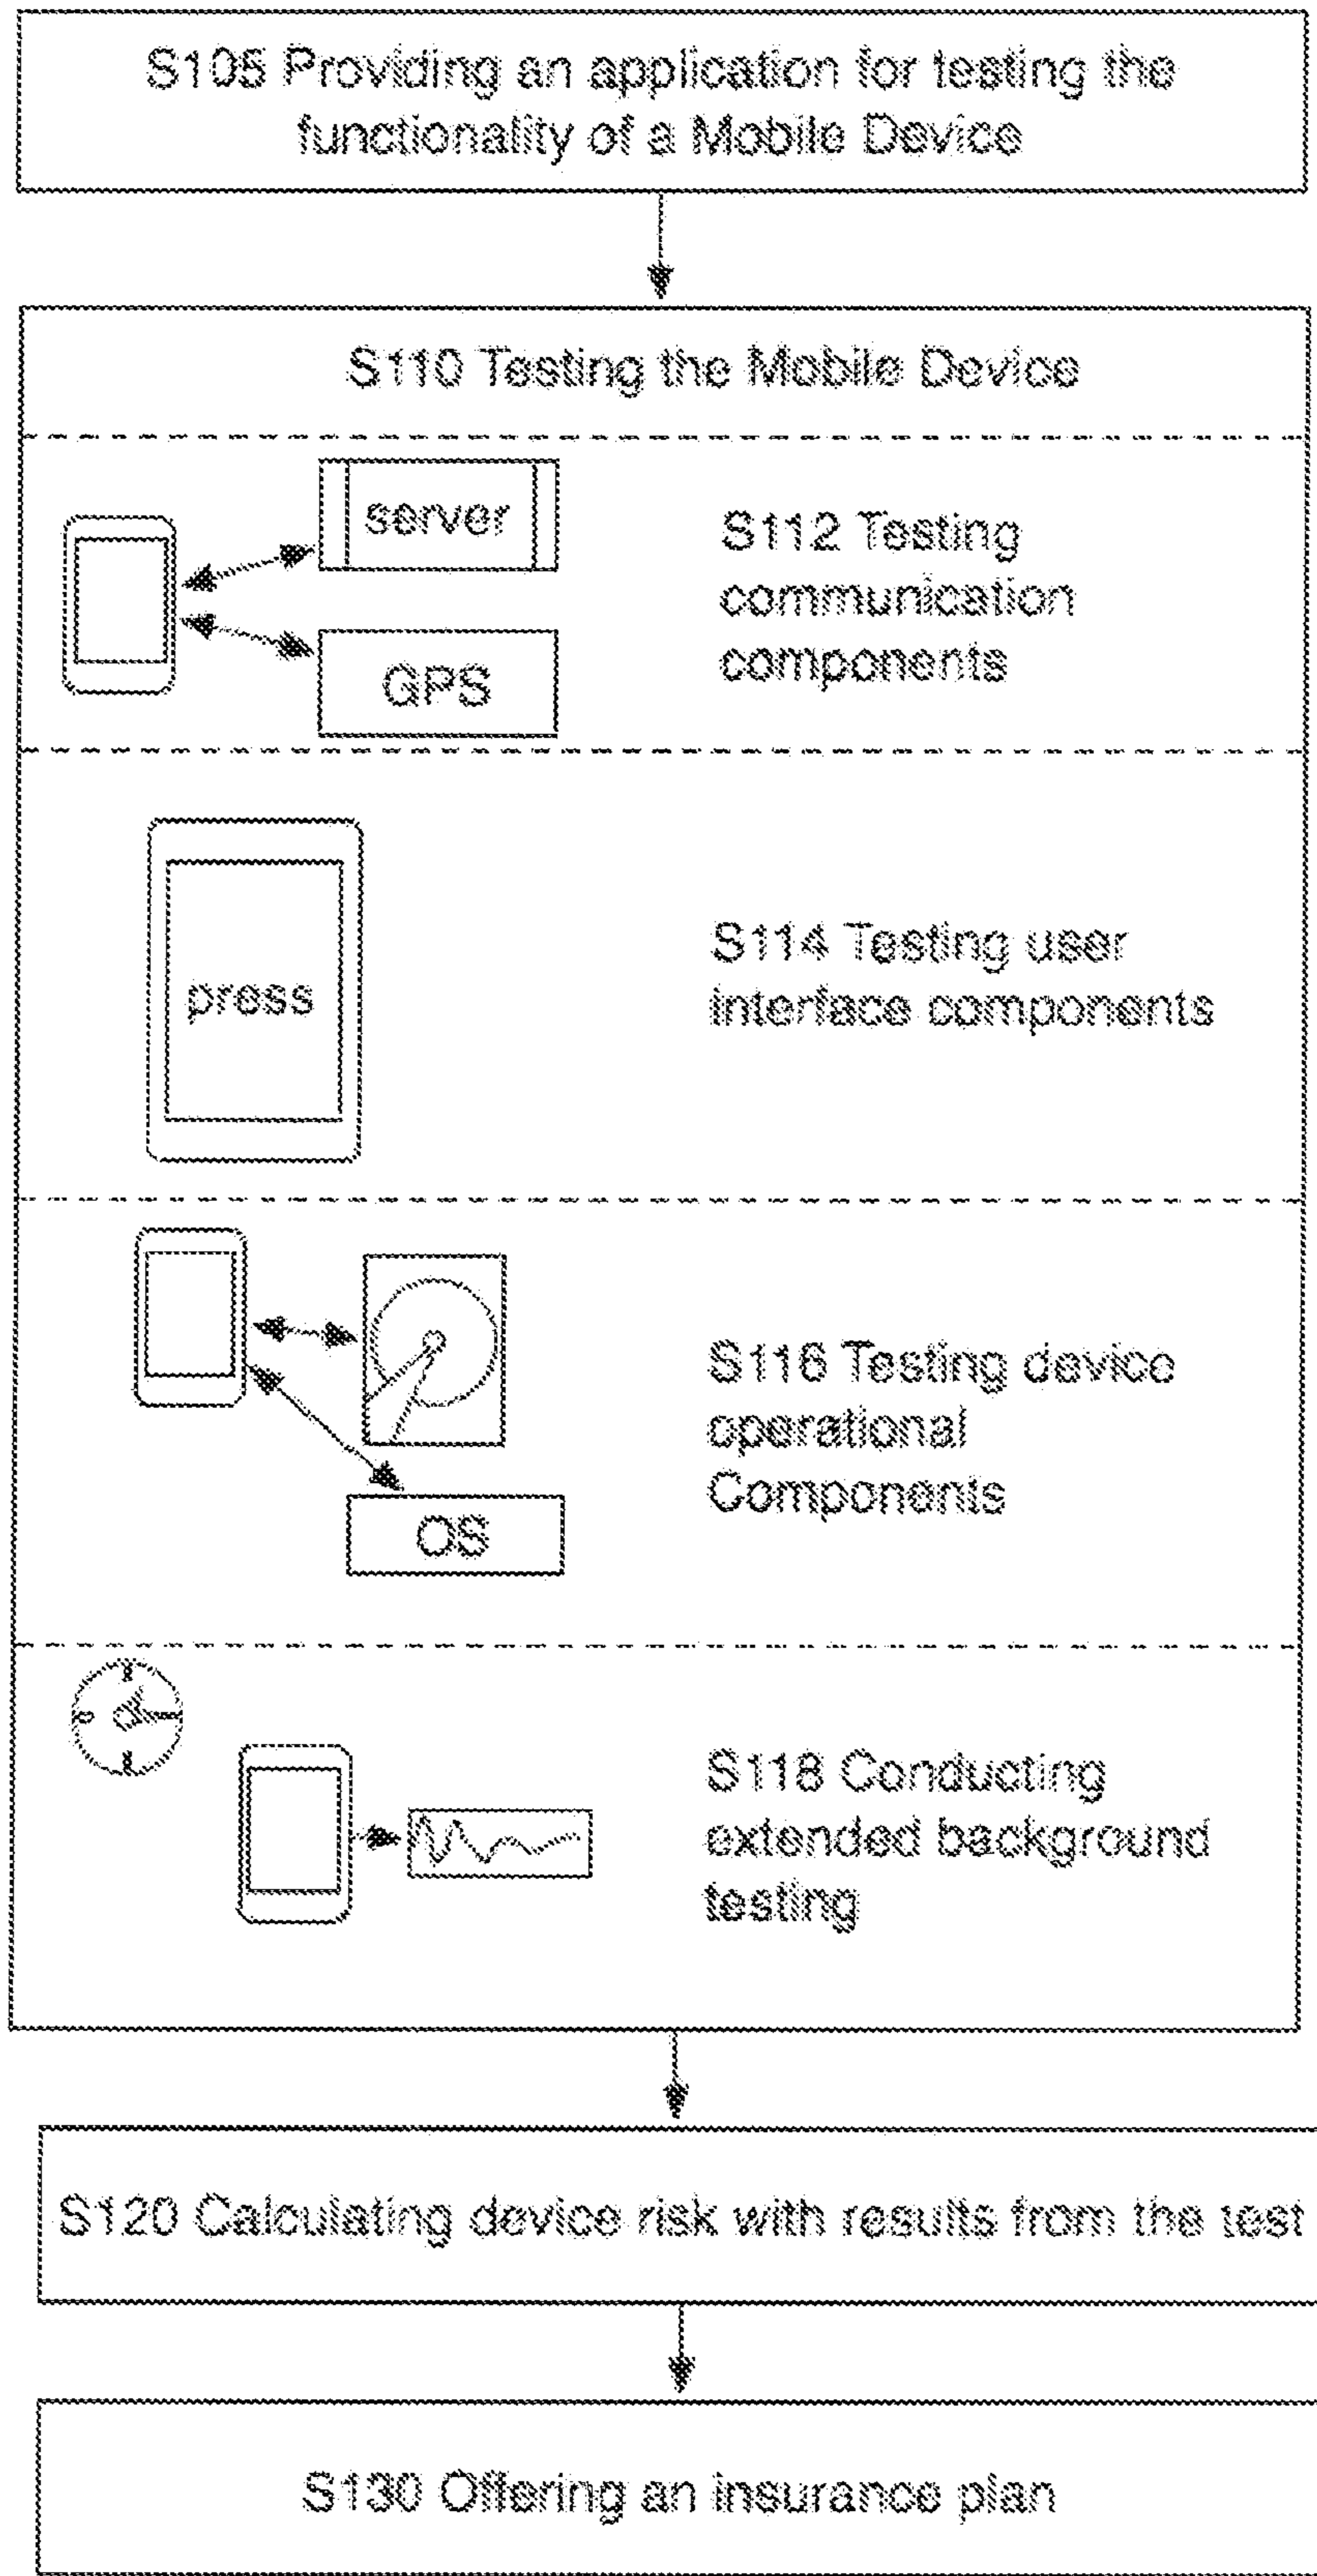 S105 Providing an application for testing the
functionality of a Mobile Device
S110 Testing the Mobile Device
server
GPS
S112 Testing
communication
components
press
S114 Testing user
interface components
OS
S116 Testing device
operational
Components
S118 Conducting
extended background
testing
S120 Calculating device risk with results from the test
S130 Offering an insurance plan